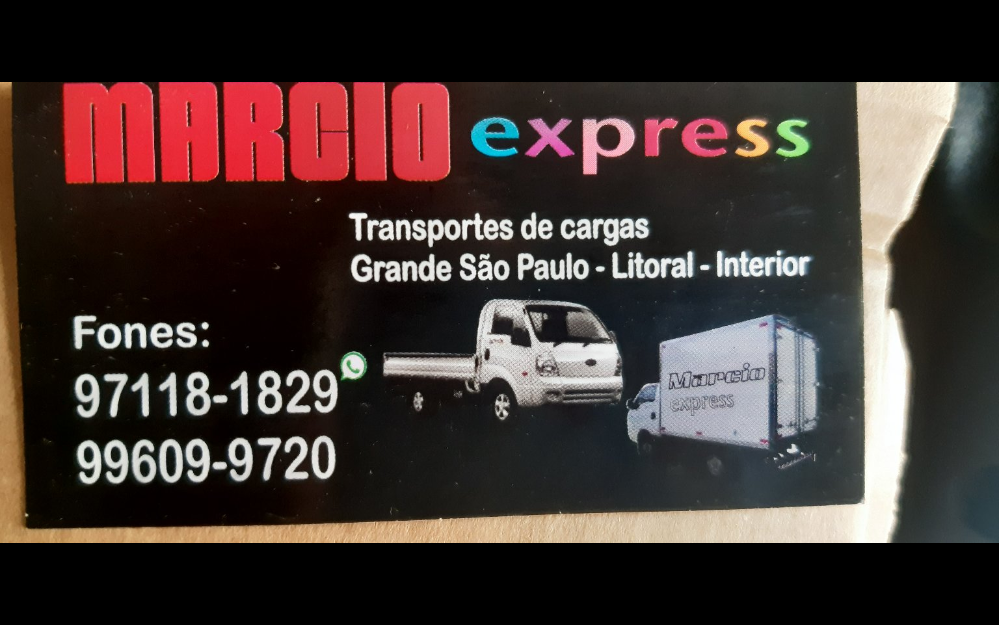 MARCIO express
Transportes de cargas
Grande São Paulo - Litoral - Interior
Fones:
97118-1829
99609-9720
Marcio
express